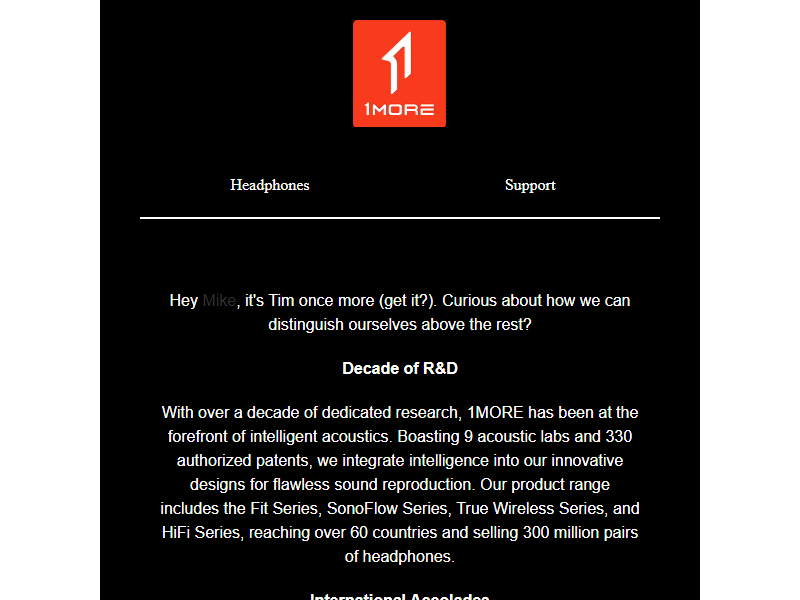 1MORE
Headphones
Support
Hey Mike, it's Tim once more (get it?). Curious about how we can
distinguish ourselves above the rest?
Decade of R&D
With over a decade of dedicated research, 1MORE has been at the
forefront of intelligent acoustics. Boasting 9 acoustic labs and 330
authorized patents, we integrate intelligence into our innovative
designs for flawless sound reproduction. Our product range
includes the Fit Series, SonoFlow Series, True Wireless Series, and
HiFi Series, reaching over 60 countries and selling 300 million pairs
of headphones.
International Accolades